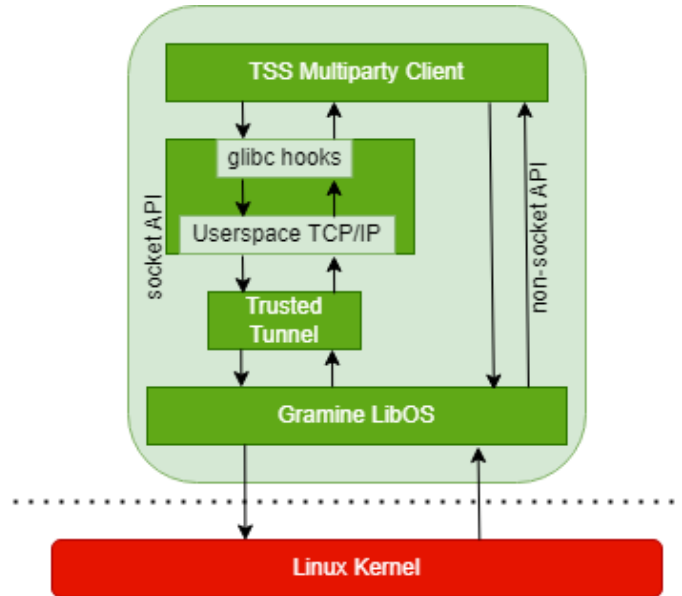 TSS Multiparty Client
glibc hooks
socket API
Userspace TCP/IP
non-socket API
Trusted
Tunnel
Gramine LibOS
Linux Kernel